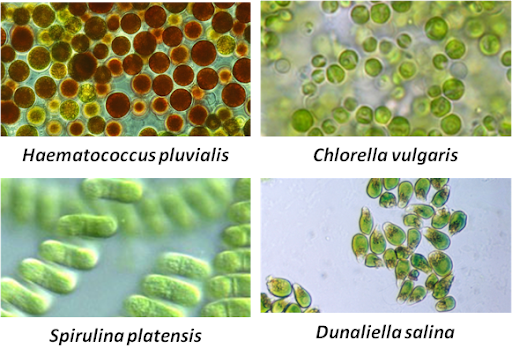 Haematococcus pluvialis
Chlorella vulgaris
Spirulina platensis
Dunaliella salina